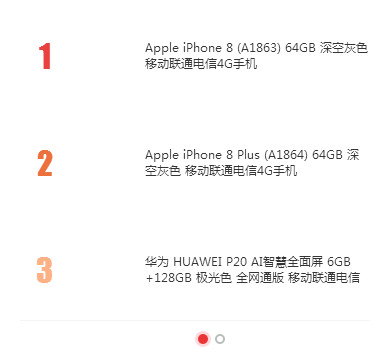 1
Apple iPhone 8 (A1863) 64GB 深空灰色
移动联通电信4G手机
2
Apple iPhone 8 Plus (A1864) 64GB 深
空灰色 移动联通电信4G手机
3
华为 HUAWEI P20 AI智慧全面屏 6GB
+128GB 极光色 全网通版 移动联通电信